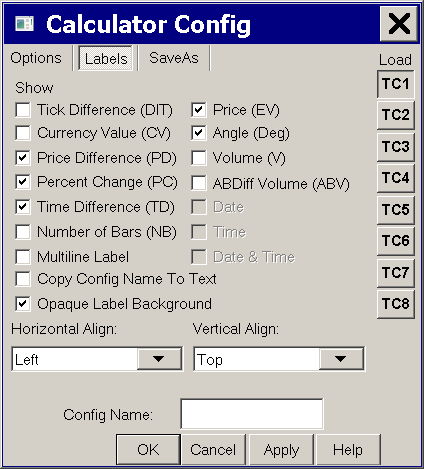 Calculator Config
Options Labels SaveAs Load
Show TC1
Tick Difference (DIT) Price (EV)
Currency Value (CV) Angle (Deg) TC2
Price Difference (PD) Volume (V) TC3
Percent Change (PC) ABDiff Volume (ABV) TC4
Time Difference (TD) Date TC5
Number of Bars (NB) Time TC6
Multiline Label Date & Time
Copy Config Name To Text TC7
Opaque Label Background TC8
Horizontal Align: Vertical Align:
Left Top
Config Name:
OK Cancel Apply Help